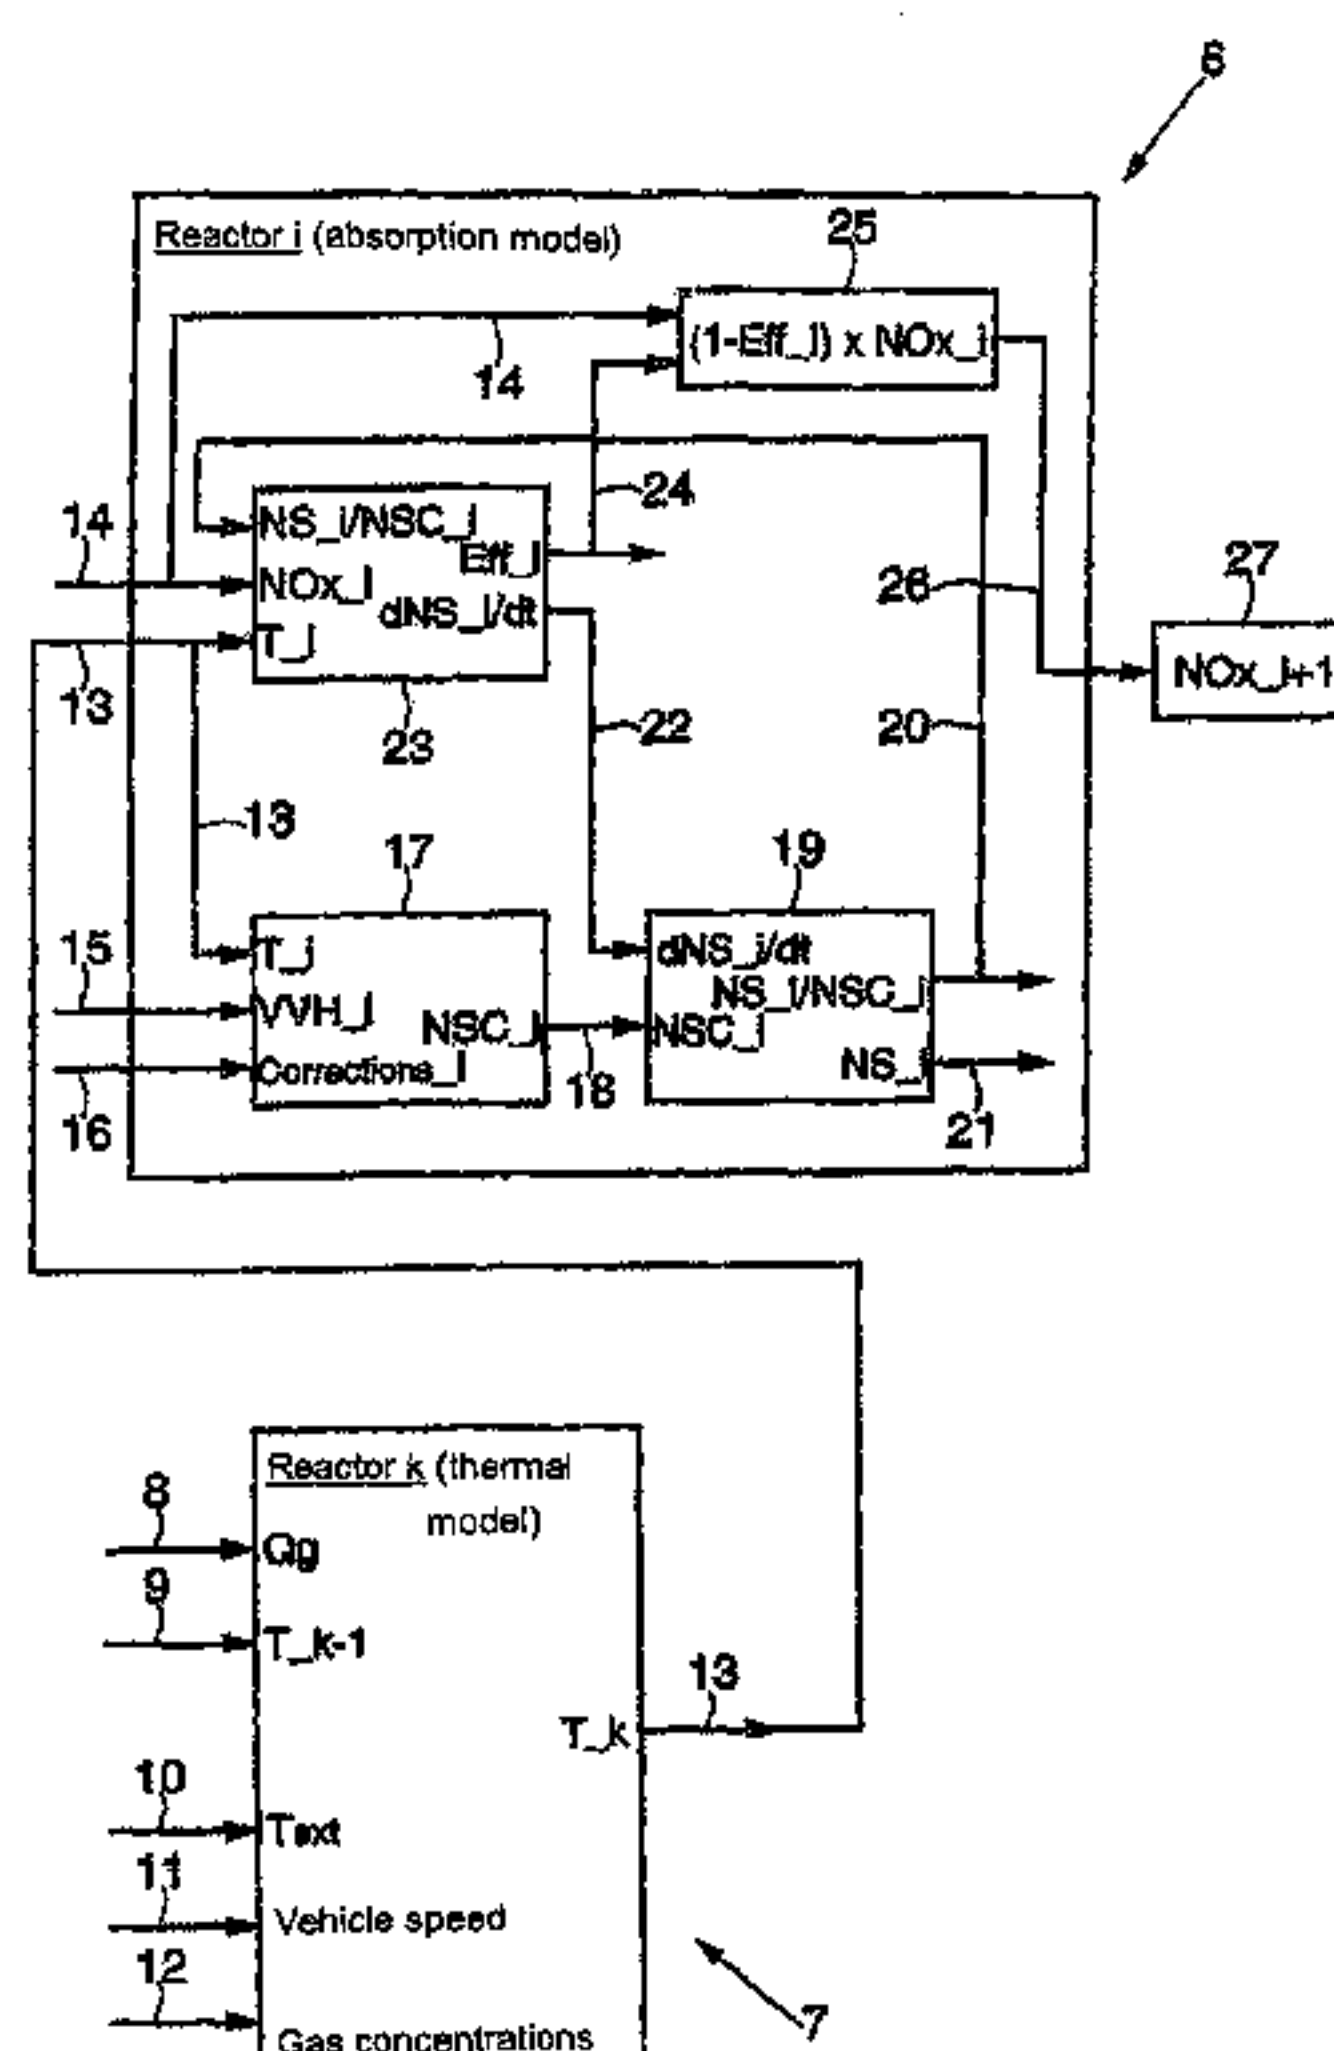 6
Reactor i (absorption model)
25
(1-Eff_i) x NOx_i
14
24
14
NS_i/NSC_i
Eff_i
NOx_i
dNS_i/dt
T_i
13
23
22
26
20
27
NOx_i+1
13
17
19
15
T_i
VVH_i
NSC_i
Corrections_i
16
18
dNS_i/dt
NS_i/NSC_i
NSC_i
NS_i
21
Reactor k (thermal
model)
8
Qg
9
T_k-1
13
T_k
10
Text
11
Vehicle speed
12
Gas concentrations
7